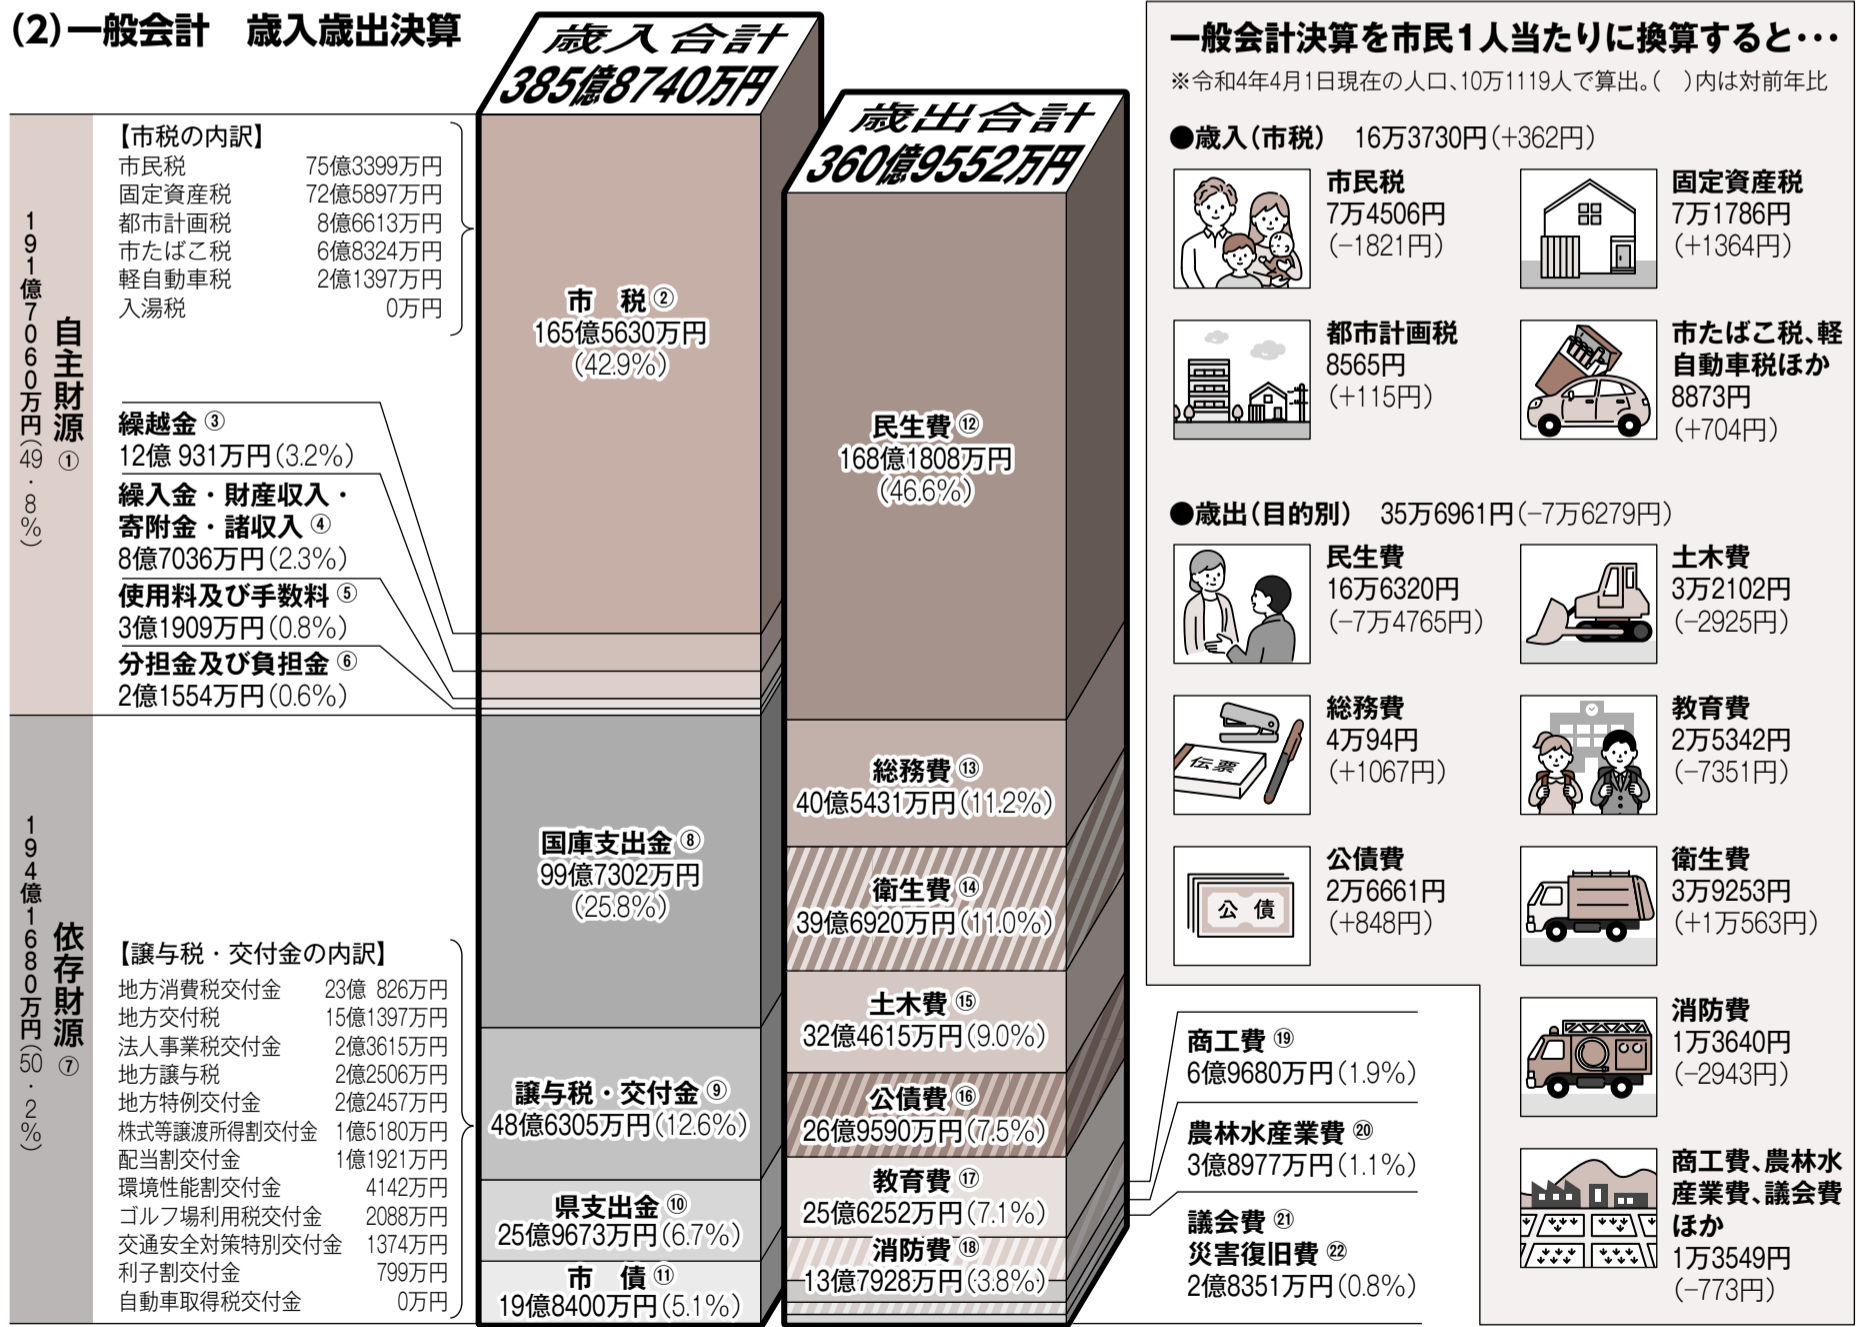 (2)一般会計　歳入歳出決算
歳入合計
385億8740万円
歳出合計
360億9552万円
191億7060万円(49.8%)
自主財源①
【市税の内訳】
市民税　75億3399万円
固定資産税　72億5897万円
都市計画税　8億6613万円
市たばこ税　6億8324万円
軽自動車税　2億1397万円
入湯税　0万円
繰越金③
12億 931万円(3.2%)
繰入金・財産収入・
寄附金・諸収入④
8億7036万円(2.3%)
使用料及び手数料⑤
3億1909万円(0.8%)
分担金及び負担金⑥
2億1554万円(0.6%)
194億1680万円(50.2%)
依存財源⑦
【譲与税・交付金の内訳】
地方消費税交付金　23億 826万円
地方交付税　15億1397万円
法人事業税交付金　2億3615万円
地方譲与税　2億2506万円
地方特例交付金　2億2457万円
株式等譲渡所得割交付金　1億5180万円
配当割交付金　1億1921万円
環境性能割交付金　4142万円
ゴルフ場利用税交付金　2088万円
交通安全対策特別交付金　1374万円
利子割交付金　799万円
自動車取得税交付金　0万円
市　税②
165億5630万円
(42.9%)
国庫支出金⑧
99億7302万円
(25.8%)
譲与税・交付金⑨
48億6305万円(12.6%)
県支出金⑩
25億9673万円(6.7%)
市　債⑪
19億8400万円(5.1%)
民生費⑫
168億1808万円
(46.6%)
総務費⑬
40億5431万円(11.2%)
衛生費⑭
39億6920万円(11.0%)
土木費⑮
32億4615万円(9.0%)
公債費⑯
26億9590万円(7.5%)
教育費⑰
25億6252万円(7.1%)
消防費⑱
13億7928万円(3.8%)
商工費⑲
6億9680万円(1.9%)
農林水産業費⑳
3億8977万円(1.1%)
議会費㉑
災害復旧費㉒
2億8351万円(0.8%)
一般会計決算を市民1人当たりに換算すると･･･
※令和4年4月1日現在の人口、10万1119人で算出。(　)内は対前年比
●歳入(市税)　16万3730円(+362円)
市民税
7万4506円
(−1821円)
固定資産税
7万1786円
(+1364円)
都市計画税
8565円
(+115円)
市たばこ税、軽
自動車税ほか
8873円
(+704円)
●歳出(目的別)　35万6961円(−7万6279円)
民生費
16万6320円
(−7万4765円)
土木費
3万2102円
(−2925円)
伝票
総務費
4万94円
(+1067円)
教育費
2万5342円
(−7351円)
公債
公債費
2万6661円
(+848円)
衛生費
3万9253円
(+1万563円)
消防費
1万3640円
(−2943円)
商工費、農林水
産業費、議会費
ほか
1万3549円
(−773円)